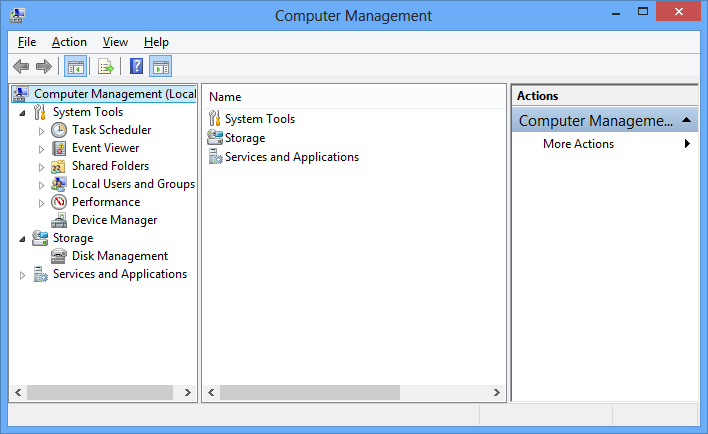 Computer Management
File Action View Help
Computer Management (Local
System Tools
Task Scheduler
Event Viewer
Shared Folders
Local Users and Groups
Performance
Device Manager
Storage
Disk Management
Services and Applications
Name
System Tools
Storage
Services and Applications
Actions
Computer Manageme...
More Actions